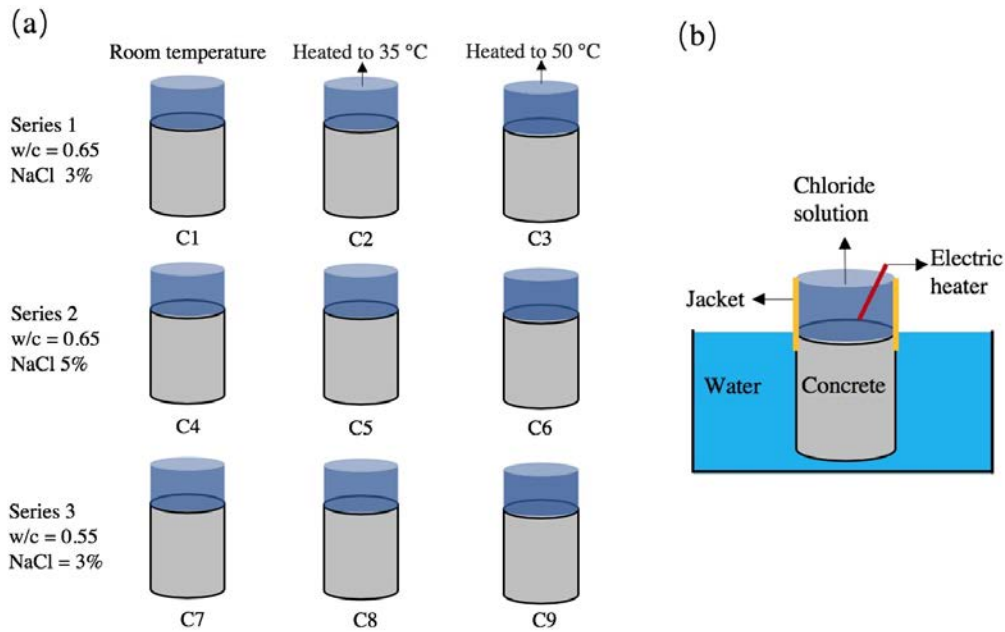 (a)
Room temperature
Heated to 35 °C
Heated to 50 °C
Series 1
w/c = 0.65
NaCl 3%
C1
C2
C3
Series 2
w/c = 0.65
NaCl 5%
C4
C5
C6
Series 3
w/c = 0.55
NaCl = 3%
C7
C8
C9
(b)
Chloride
solution
Electric
heater
Jacket
Water
Concrete